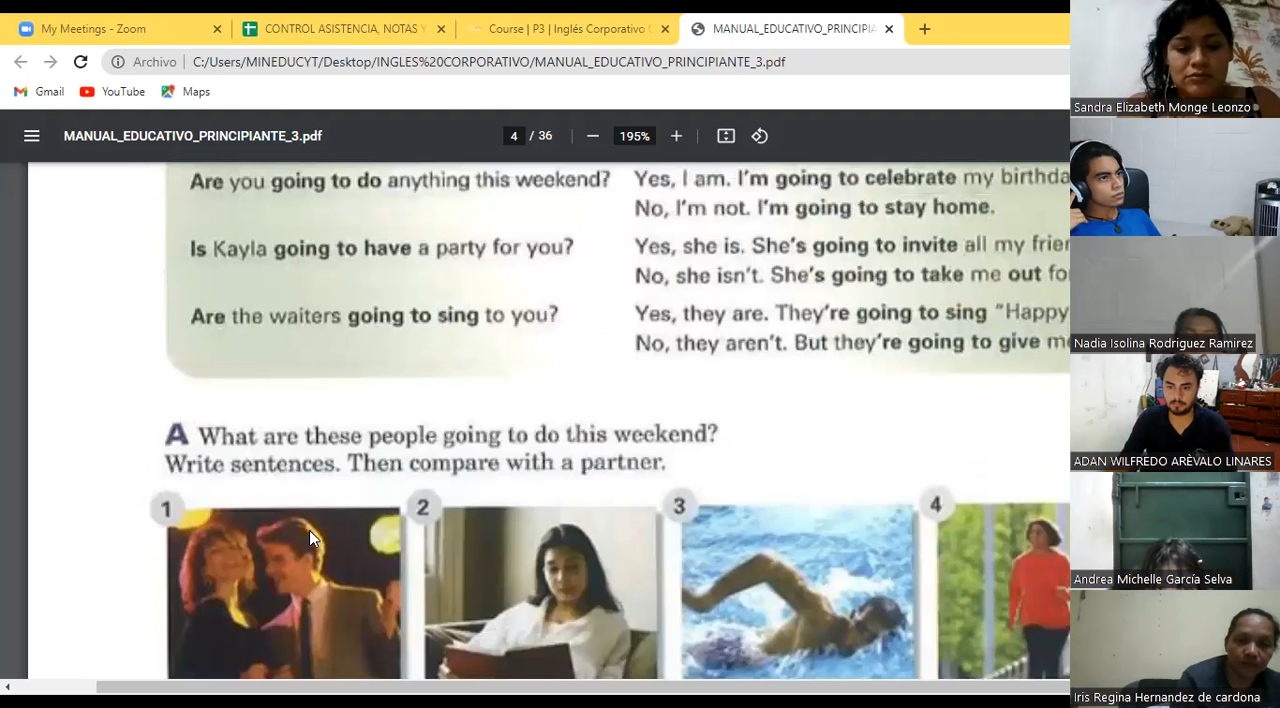 My Meetings - Zoom
CONTROL ASISTENCIA, NOTAS Y
Course | P3 | Inglés Corporativo
MANUAL_EDUCATIVO_PRINCIPIA
Archivo
C:/Users/MINEDUCYT/Desktop/INGLES%20CORPORATIVO/MANUAL_EDUCATIVO_PRINCIPIANTE_3.pdf
Gmail
YouTube
Maps
MANUAL_EDUCATIVO_PRINCIPIANTE_3.pdf
4 / 36
195%
Are you going to do anything this weekend?
Yes, I am. I'm going to celebrate my birthda
No, I'm not. I'm going to stay home.
Is Kayla going to have a party for you?
Yes, she is. She's going to invite all my frie
No, she isn't. She's going to take me out fo
Are the waiters going to sing to you?
Yes, they are. They're going to sing "Happy
No, they aren't. But they're going to give m
A What are these people going to do this weekend?
Write sentences. Then compare with a partner.
1
2
3
4
Sandra Elizabeth Monge Leonzo
Nadia Isolina Rodriguez Ramirez
ADAN WILFREDO ARÈVALO LINARES
Andrea Michelle García Selva
Iris Regina Hernandez de cardona